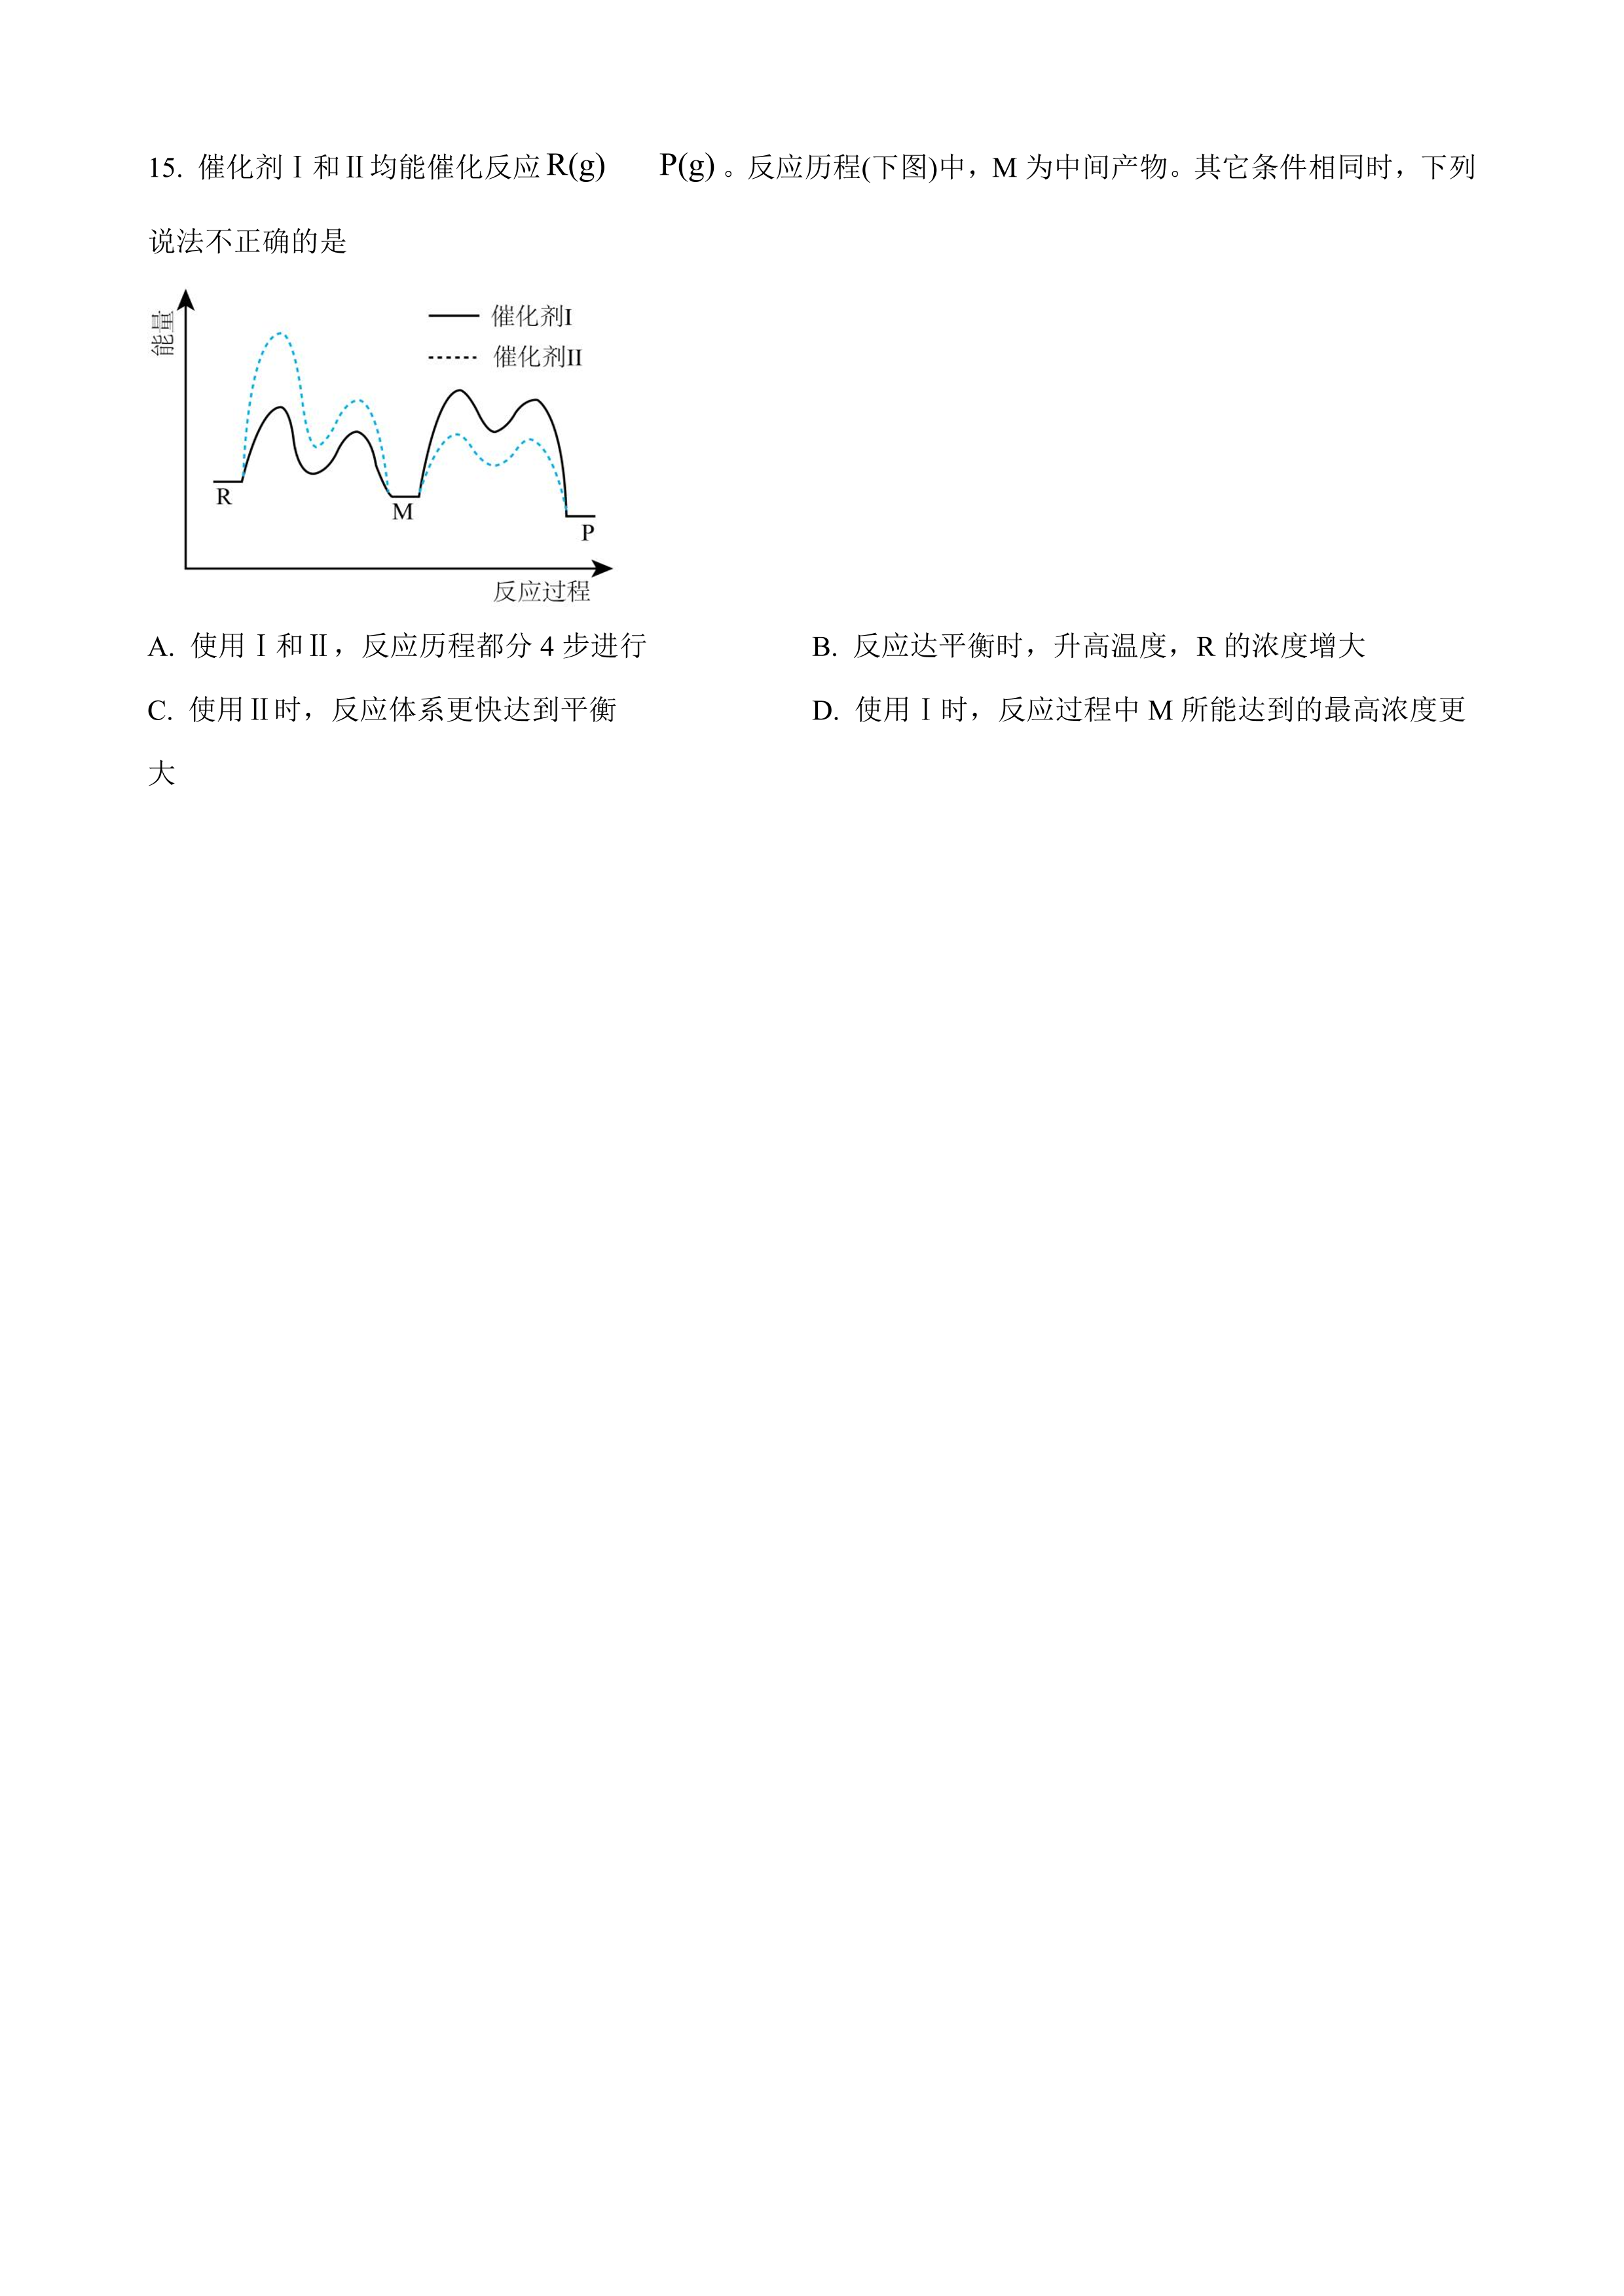 15. 催化剂Ⅰ和Ⅱ均能催化反应R(g) P(g)。反应历程(下图)中，M 为中间产物。其它条件相同时，下列
说法不正确的是
能量
催化剂I
催化剂II
R
M
P
反应过程
A. 使用Ⅰ和Ⅱ，反应历程都分 4 步进行 B. 反应达平衡时，升高温度，R 的浓度增大
C. 使用Ⅱ时，反应体系更快达到平衡 D. 使用Ⅰ时，反应过程中 M 所能达到的最高浓度更
大